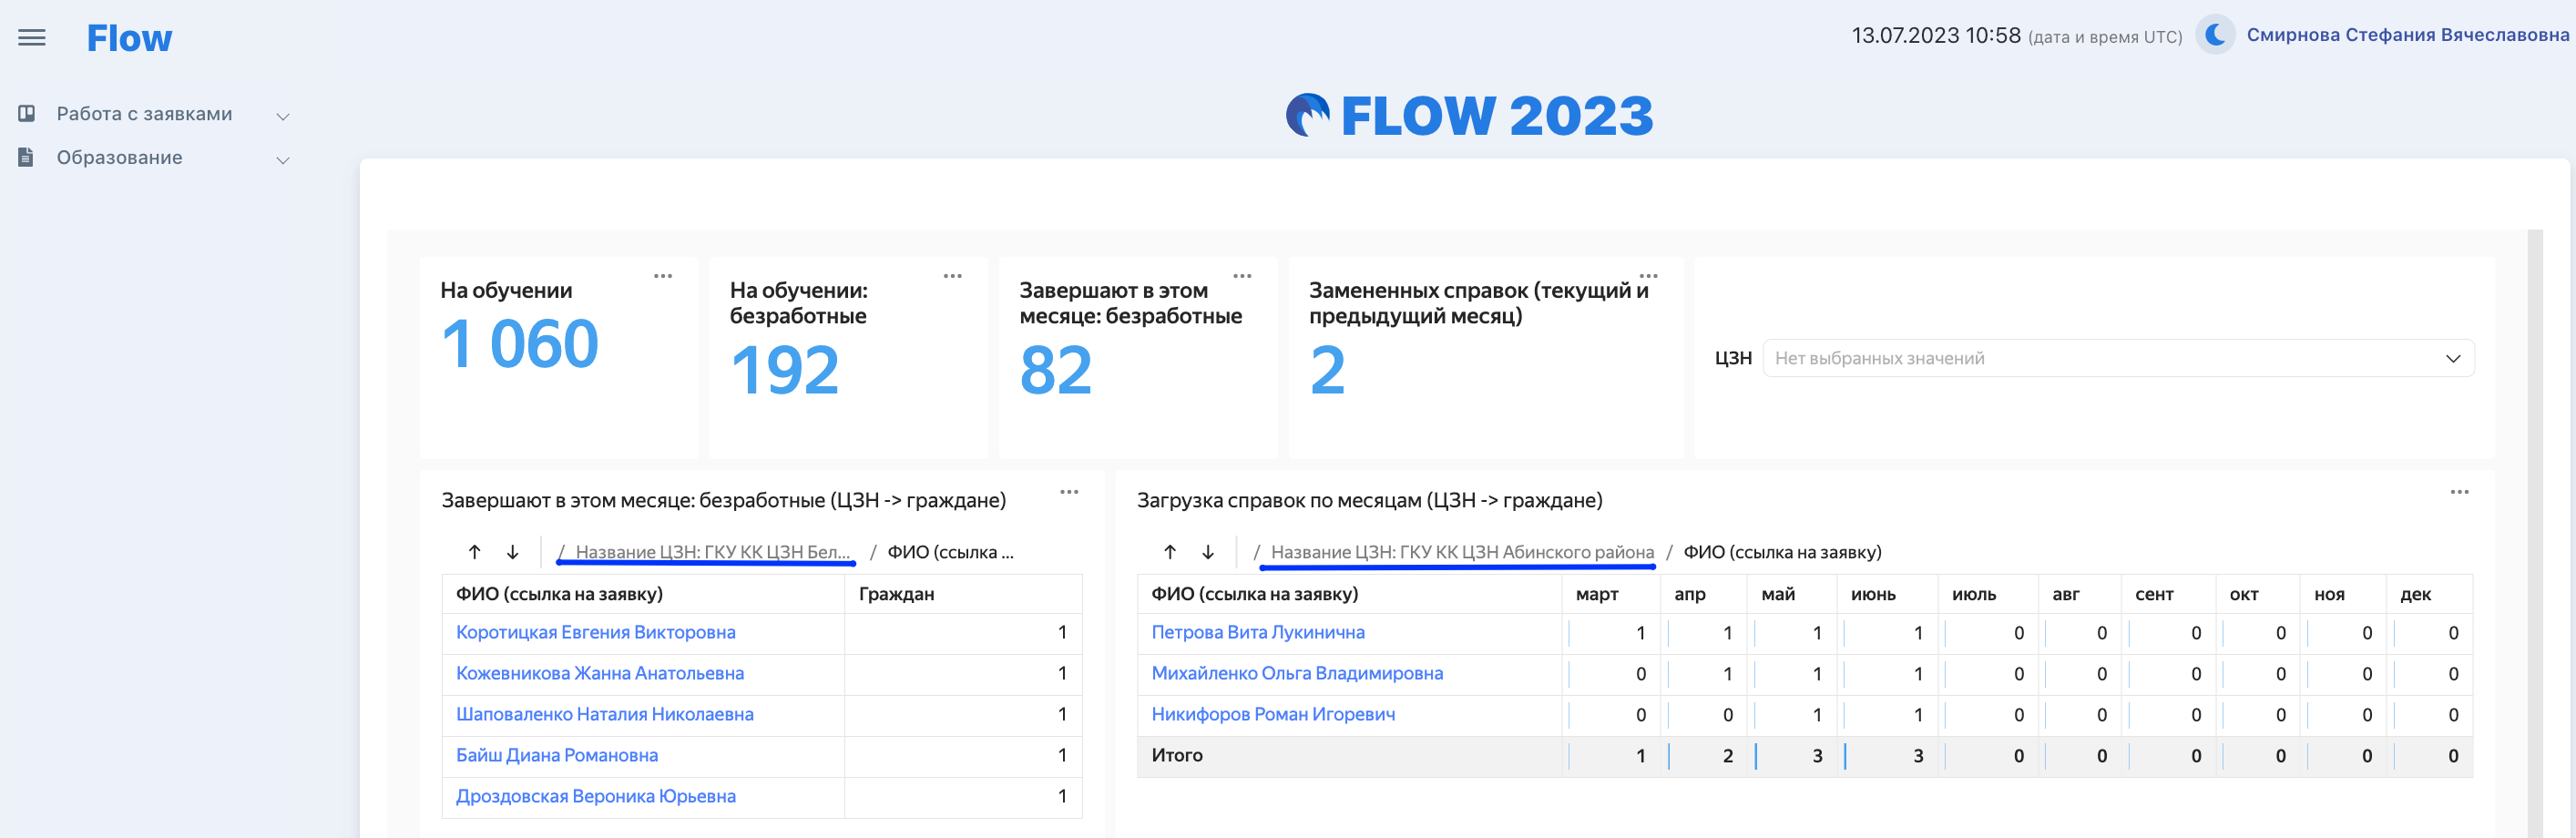 Flow
13.07.2023 10:58 (дата и время UTC) Смирнова Стефания Вячеславовна
Работа с заявками
Образование
FLOW 2023
На обучении
1 060
На обучении:
безработные
192
Завершают в этом
месяце: безработные
82
Замененных справок (текущий и
предыдущий месяц)
2
ЦЗН Нет выбранных значений
Завершают в этом месяце: безработные (ЦЗН -> граждане)
/ Название ЦЗН: ГКУ КК ЦЗН Бел... / ФИО (ссылка ...
ФИО (ссылка на заявку) Граждан
Коротицкая Евгения Викторовна 1
Кожевникова Жанна Анатольевна 1
Шаповаленко Наталия Николаевна 1
Байш Диана Романовна 1
Дроздовская Вероника Юрьевна 1
Загрузка справок по месяцам (ЦЗН -> граждане)
/ Название ЦЗН: ГКУ КК ЦЗН Абинского района / ФИО (ссылка на заявку)
ФИО (ссылка на заявку) март апр май июнь июль авг сент окт ноя дек
Петрова Вита Лукинична 1 1 1 1 0 0 0 0 0 0
Михайленко Ольга Владимировна 0 1 1 1 0 0 0 0 0 0
Никифоров Роман Игоревич 0 0 1 1 0 0 0 0 0 0
Итого 1 2 3 3 0 0 0 0 0 0